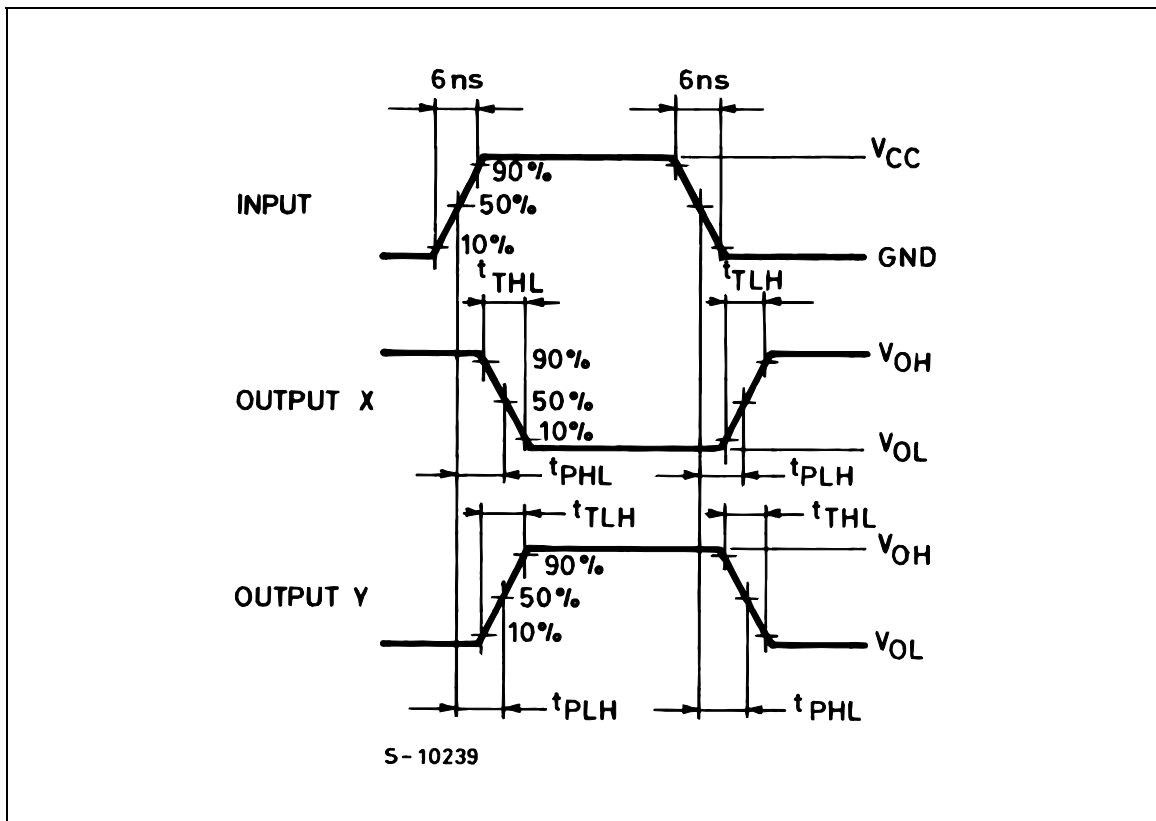 6ns 6ns
VCC
90%
INPUT 50%
10%
GND
tTHL tTLH
90% VOH
OUTPUT X 50%
10%
VOL
tPHL tPLH
tTLH tTHL
VOH
90%
OUTPUT Y 50%
10%
VOL
tPLH tPHL
S-10239